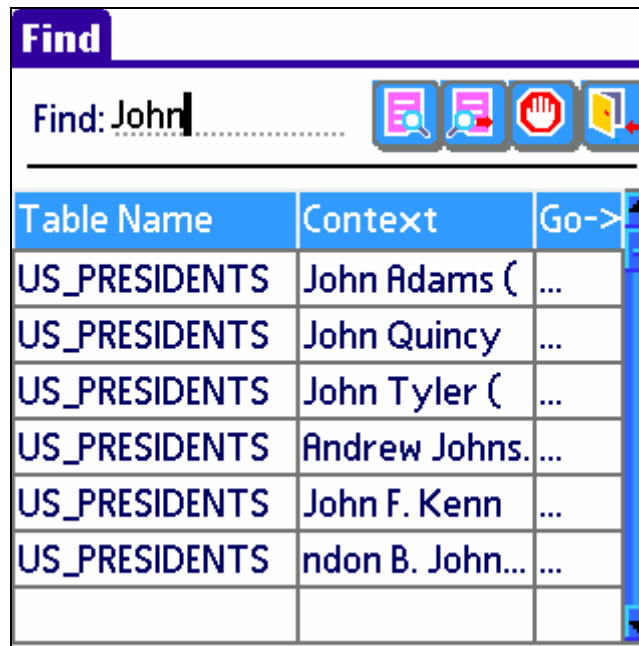 Find
Find: John
Table Name Context Go->
US_PRESIDENTS John Adams ( ...
US_PRESIDENTS John Quincy ...
US_PRESIDENTS John Tyler ( ...
US_PRESIDENTS Andrew Johns. ...
US_PRESIDENTS John F. Kenn ...
US_PRESIDENTS ndon B. John... ...